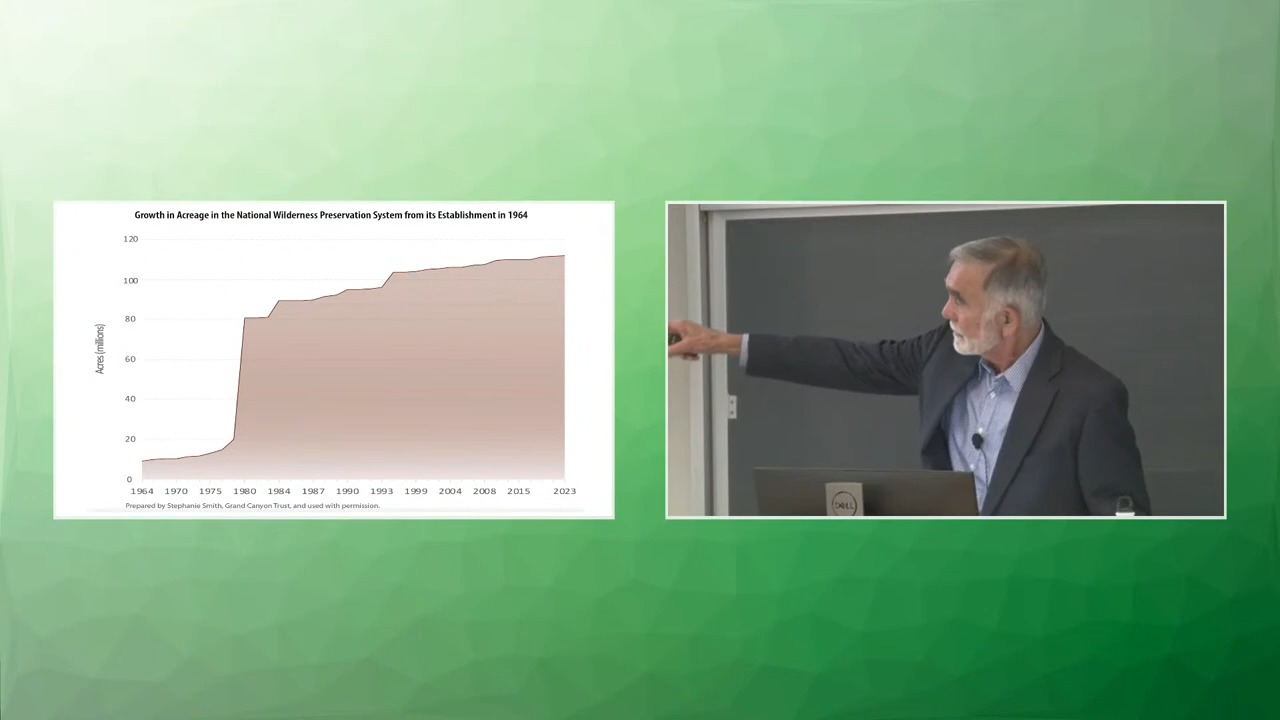 Growth in Acreage in the National Wilderness Preservation System from its Establishment in 1964
120
100
80
60
40
20
0
Acres (millions)
1964 1970 1975 1980 1984 1987 1990 1993 1999 2004 2008 2015 2023
Prepared by Stephanie Smith, Grand Canyon Trust, and used with permission.
DELL